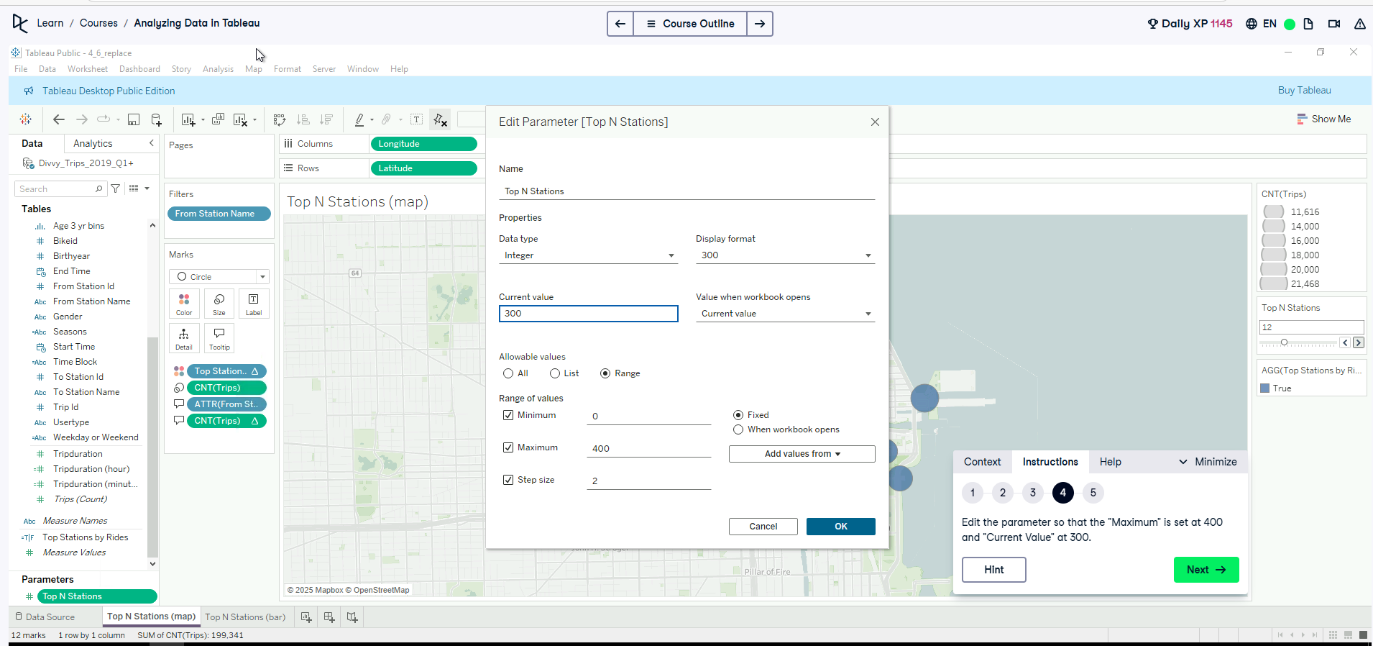 Learn / Courses / Analyzing Data in Tableau
Course Outline
Daily XP 1145
EN
Tableau Public - 4_6_replace
File Data Worksheet Dashboard Story Analysis Map Format Server Window Help
Tableau Desktop Public Edition
Buy Tableau
Show Me
Data Analytics
Divvy_Trips_2019_Q1+
Search
Tables
Age 3 yr bins
Bikeid
Birthyear
End Time
From Station Id
Abc From Station Name
Abc Gender
Abc Seasons
Start Time
Abc Time Block
To Station Id
Abc To Station Name
Trip Id
Abc Usertype
Abc Weekday or Weekend
Tripduration
Tripduration (hour)
Tripduration (minut...
Trips (Count)
Abc Measure Names
Top Stations by Rides
Measure Values
Parameters
Top N Stations
Pages
Filters
From Station Name
Marks
Circle
Color Size Label
Detail Tooltip
Top Station..
CNT(Trips)
ATTR(From St..
CNT(Trips)
Columns
Longitude
Rows
Latitude
Top N Stations (map)
64
© 2025 Mapbox © OpenStreetMap
Pillar of Fire
Edit Parameter [Top N Stations]
Name
Top N Stations
Properties
Data type
Integer
Display format
300
Current value
300
Value when workbook opens
Current value
Allowable values
All List Range
Range of values
Minimum 0
Maximum 400
Step size 2
Fixed
When workbook opens
Add values from
Cancel OK
CNT(Trips)
11,616
14,000
16,000
18,000
20,000
21,468
Top N Stations
12
AGG(Top Stations by Ri...
True
Context Instructions Help Minimize
1 2 3 4 5
Edit the parameter so that the "Maximum" is set at 400
and "Current Value" at 300.
Hint
Next
Data Source Top N Stations (map) Top N Stations (bar)
12 marks 1 row by 1 column SUM of CNT(Trips): 199,341